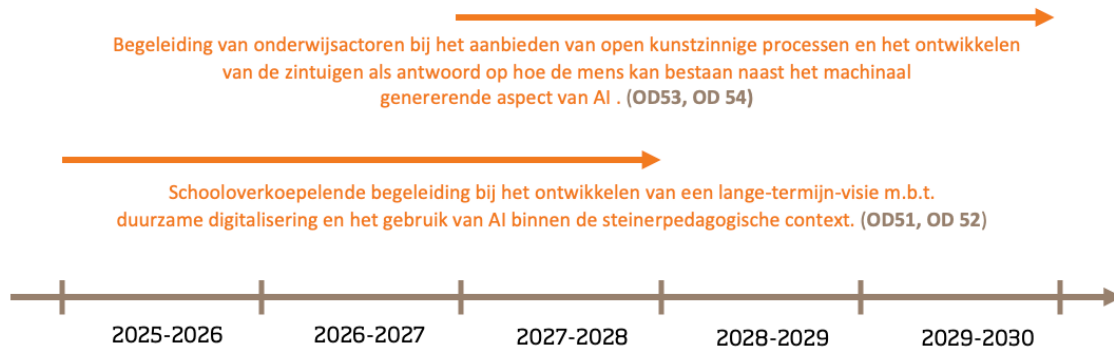 Begeleiding van onderwijsactoren bij het aanbieden van open kunstzinnige processen en het ontwikkelen
van de zintuigen als antwoord op hoe de mens kan bestaan naast het machinaal
genererende aspect van AI . (OD53, OD 54)
Schooloverkoepelende begeleiding bij het ontwikkelen van een lange-termijn-visie m.b.t.
duurzame digitalisering en het gebruik van AI binnen de steinerpedagogische context. (OD51, OD 52)
2025-2026 2026-2027 2027-2028 2028-2029 2029-2030